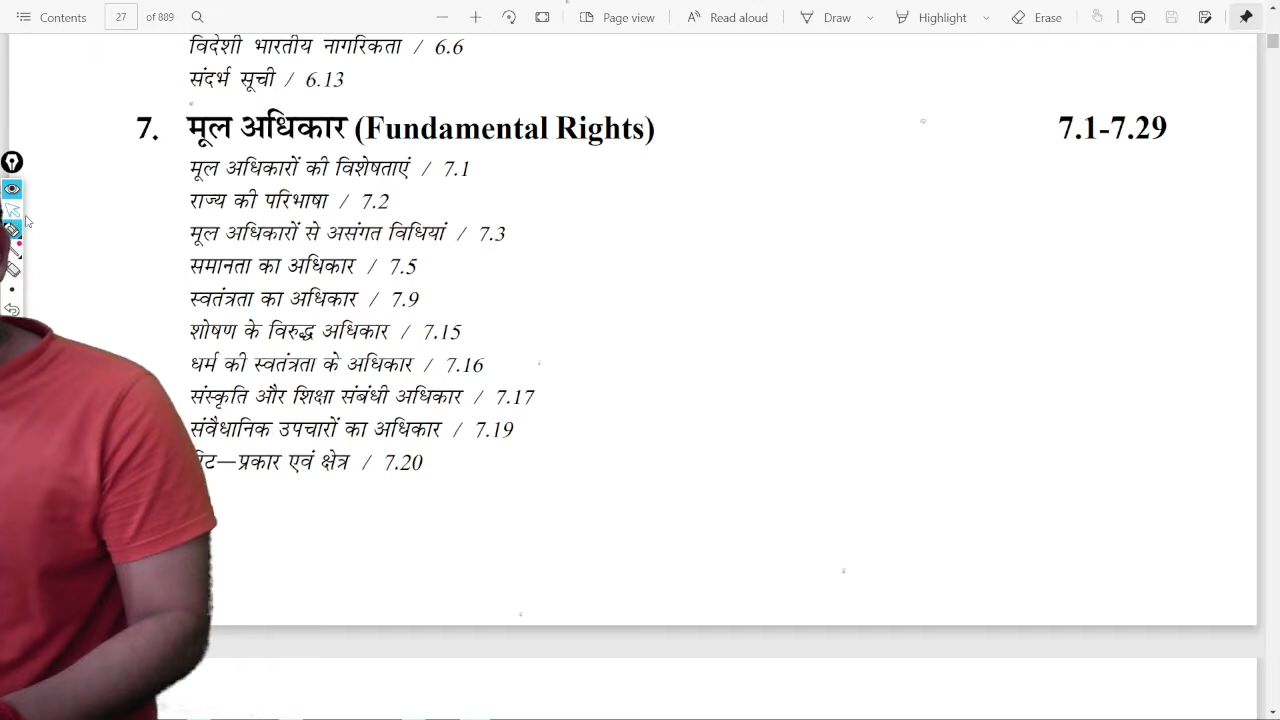 Contents 27 of 889 Page view Read aloud Draw Highlight Erase
विदेशी भारतीय नागरिकता / 6.6
संदर्भ सूची / 6.13
7. मूल अधिकार (Fundamental Rights) 7.1-7.29
मूल अधिकारों की विशेषताएं / 7.1
राज्य की परिभाषा / 7.2
मूल अधिकारों से असंगत विधियां / 7.3
समानता का अधिकार / 7.5
स्वतंत्रता का अधिकार / 7.9
शोषण के विरुद्ध अधिकार / 7.15
धर्म की स्वतंत्रता के अधिकार / 7.16
संस्कृति और शिक्षा संबंधी अधिकार / 7.17
संवैधानिक उपचारों का अधिकार / 7.19
—प्रकार एवं क्षेत्र / 7.20